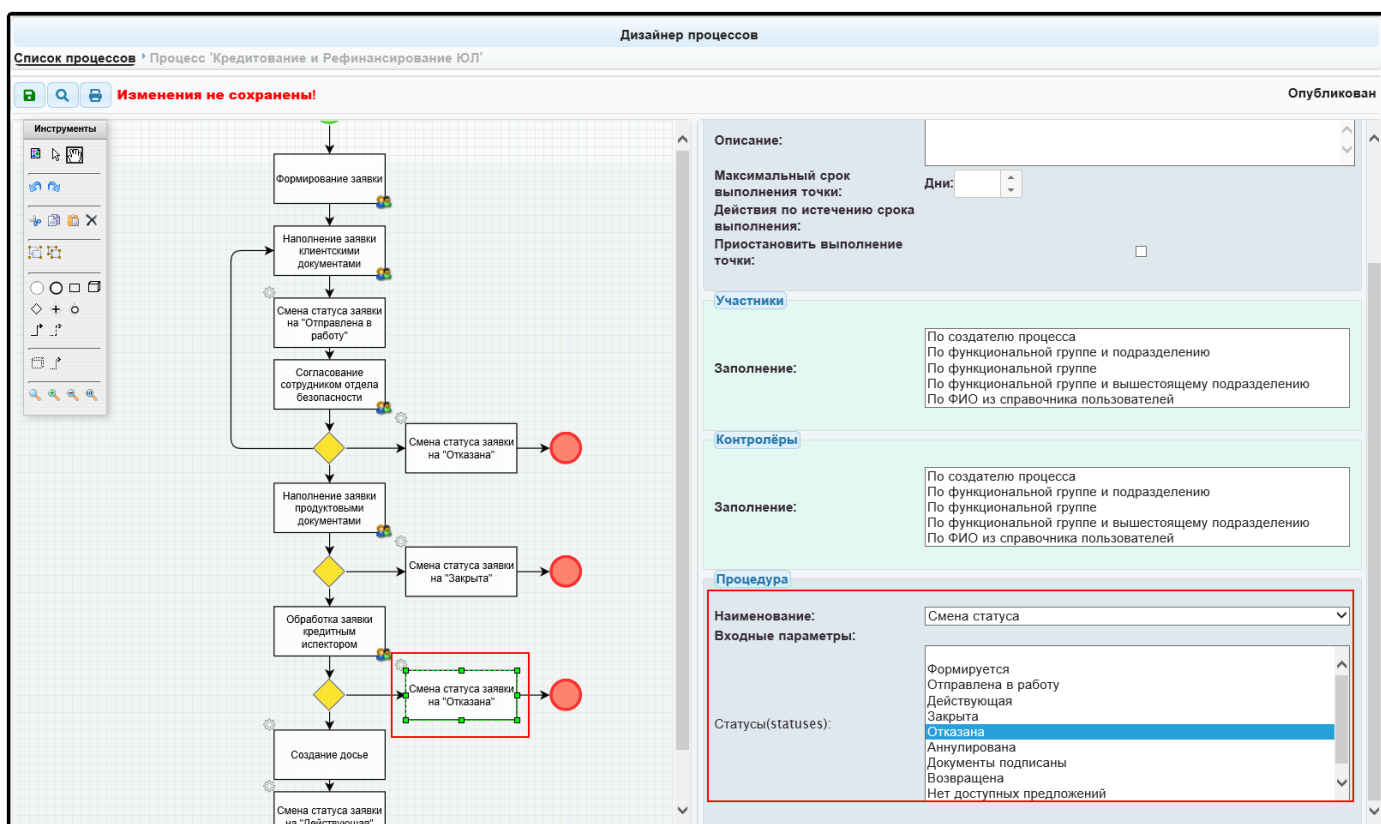 Дизайнер процессов
Список процессов
Процесс 'Кредитование и Рефинансирование ЮЛ'
Изменения не сохранены!
Опубликован
Инструменты
Формирование заявки
Наполнение заявки
клиентскими
документами
Смена статуса заявки
на "Отправлена в
работу"
Согласование
сотрудником отдела
безопасности
Смена статуса заявки
на "Отказана"
Наполнение заявки
продуктовыми
документами
Смена статуса заявки
на "Закрыта"
Обработка заявки
кредитным
испектором
Смена статуса заявки
на "Отказана"
Создание досье
Смена статуса заявки
на "Действующая"
Описание:
Максимальный срок
выполнения точки:
Дни:
Действия по истечению срока
выполнения:
Приостановить выполнение
точки:
Участники
Заполнение:
По создателю процесса
По функциональной группе и подразделению
По функциональной группе
По функциональной группе и вышестоящему подразделению
По ФИО из справочника пользователей
Контролёры
Заполнение:
По создателю процесса
По функциональной группе и подразделению
По функциональной группе
По функциональной группе и вышестоящему подразделению
По ФИО из справочника пользователей
Процедура
Наименование:
Смена статуса
Входные параметры:
Статусы(statuses):
Формируется
Отправлена в работу
Действующая
Закрыта
Отказана
Аннулирована
Документы подписаны
Возвращена
Нет доступных предложений